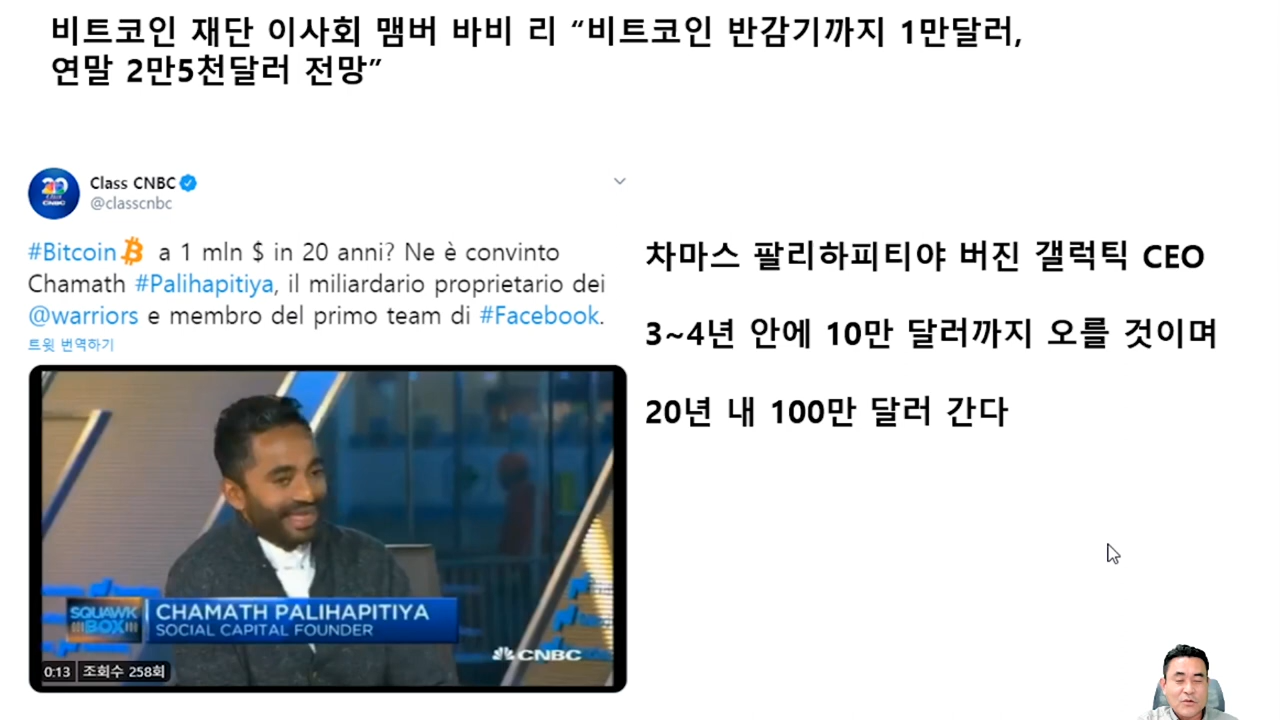 비트코인 재단 이사회 맴버 바비 리 “비트코인 반감기까지 1만달러,
연말 2만5천달러 전망”
Class CNBC
@classcnbc
#Bitcoin a 1 mln $ in 20 anni? Ne è convinto
Chamath #Palihapitiya, il miliardario proprietario dei
@warriors e membro del primo team di #Facebook.
트윗 번역하기
차마스 팔리하피티야 버진 갤럭틱 CEO
3~4년 안에 10만 달러까지 오를 것이며
20년 내 100만 달러 간다
SQUAWK BOX
CHAMATH PALIHAPITIYA
SOCIAL CAPITAL FOUNDER
CNBC
0:13 조회수 258회